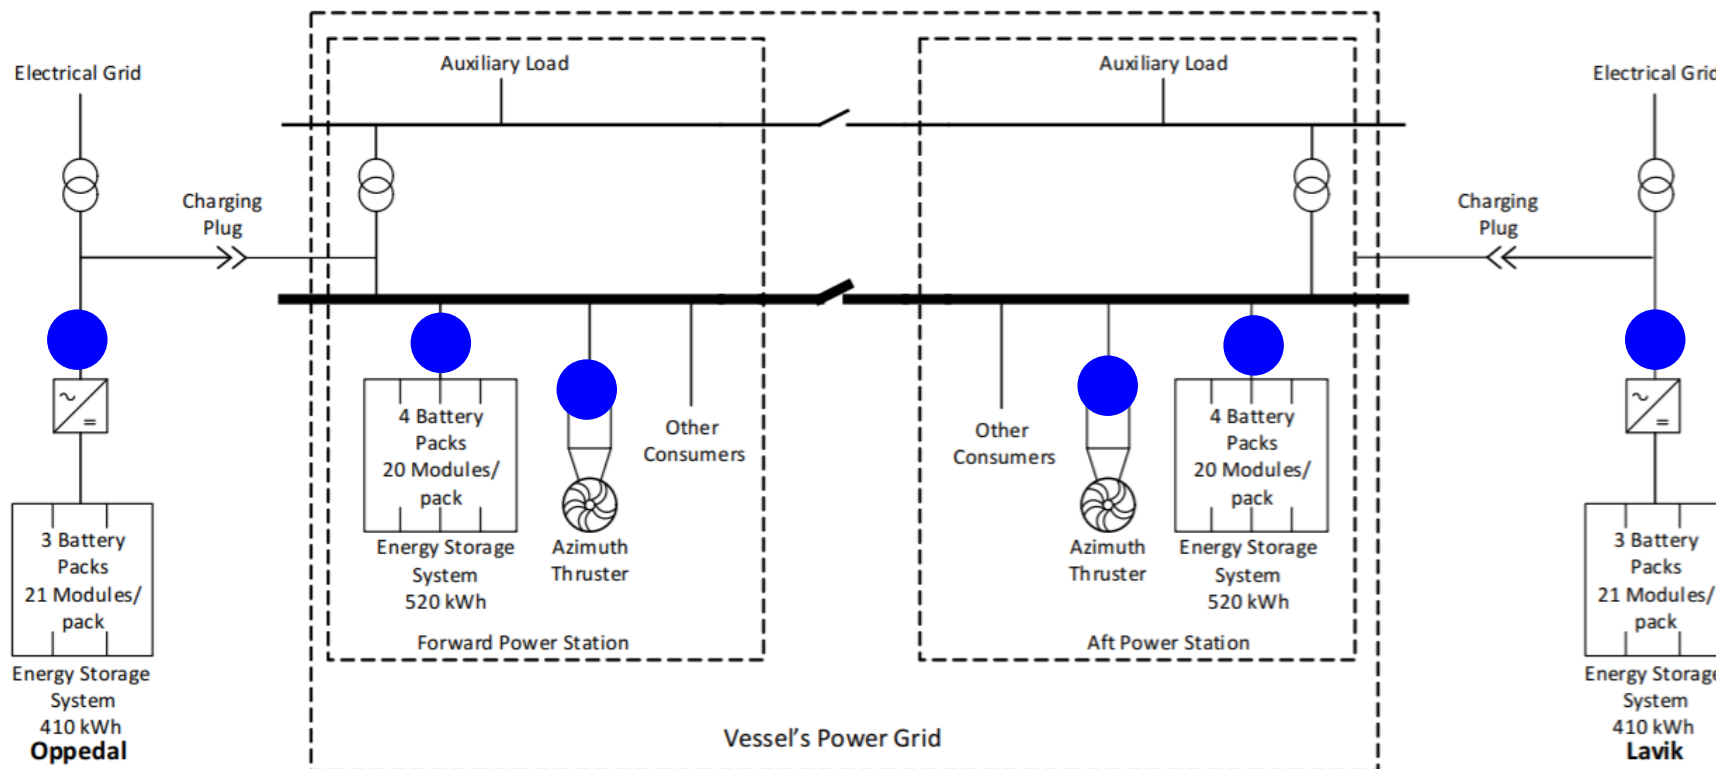 Electrical Grid
Auxiliary Load
Auxiliary Load
Electrical Grid
Charging
Plug
Charging
Plug
4 Battery
Packs
20 Modules/
pack
Energy Storage
System
520 kWh
Azimuth
Thruster
Other
Consumers
Forward Power Station
Other
Consumers
Azimuth
Thruster
4 Battery
Packs
20 Modules/
pack
Energy Storage
System
520 kWh
Aft Power Station
3 Battery
Packs
21 Modules/
pack
Energy Storage
System
410 kWh
Oppedal
Vessel's Power Grid
3 Battery
Packs
21 Modules/
pack
Energy Storage
System
410 kWh
Lavik